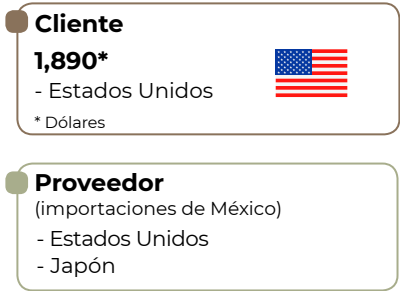 Cliente
1,890*
- Estados Unidos
* Dólares
Proveedor
(importaciones de México)
- Estados Unidos
- Japón